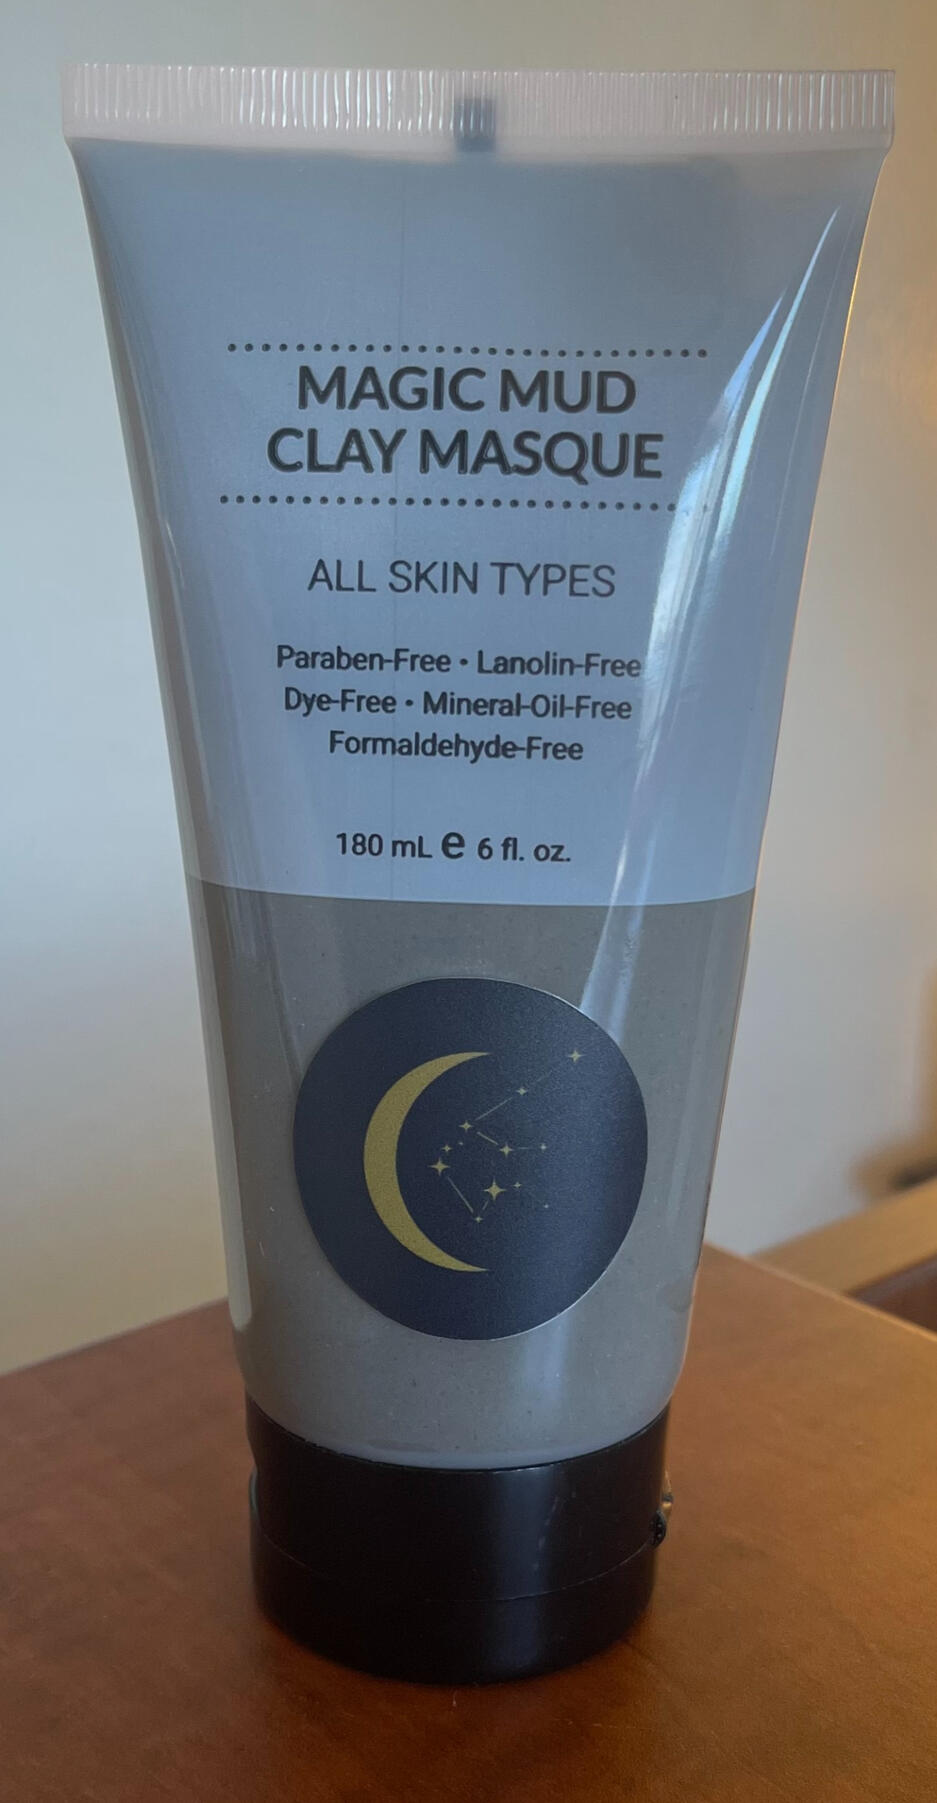 MAGIC MUD
CLAY MASQUE
ALL SKIN TYPES
Paraben-Free • Lanolin-Free
Dye-Free • Mineral-Oil-Free
Formaldehyde-Free
180 mL e 6 fl. oz.